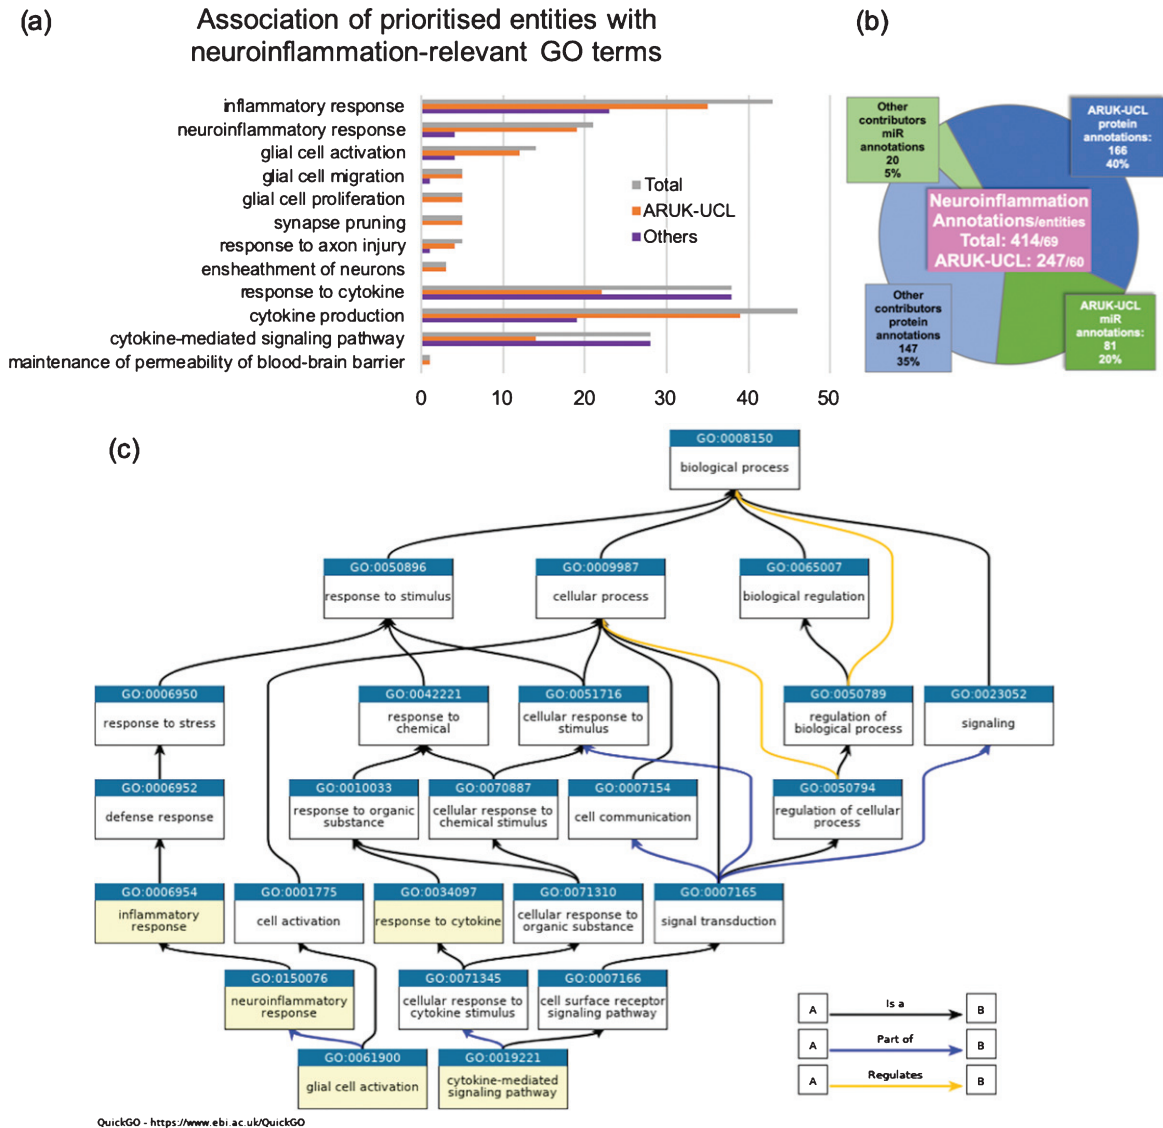 (a)
Association of prioritised entities with
neuroinflammation-relevant GO terms
inflammatory response
neuroinflammatory response
glial cell activation
glial cell migration
glial cell proliferation
synapse pruning
response to axon injury
ensheathment of neurons
response to cytokine
cytokine production
cytokine-mediated signaling pathway
maintenance of permeability of blood-brain barrier
Total
ARUK-UCL
Others
0 10 20 30 40 50
(b)
Other
contributors
miR
annotations
20
5%
ARUK-UCL
protein
annotations:
166
40%
Neuroinflammation
Annotations/entities
Total: 414/69
ARUK-UCL: 247/60
Other
contributors
protein
annotations
147
35%
ARUK-UCL
miR
annotations:
81
20%
(c)
GO:0008150
biological process
GO:0050896
response to stimulus
GO:0009987
cellular process
GO:0065007
biological regulation
GO:0006950
response to stress
GO:0042221
response to
chemical
GO:0051716
cellular response to
stimulus
GO:0050789
regulation of
biological process
GO:0023052
signaling
GO:0006952
defense response
GO:0010033
response to organic
substance
GO:0070887
cellular response to
chemical stimulus
GO:0007154
cell communication
GO:0050794
regulation of cellular
process
GO:0006954
inflammatory
response
GO:0001775
cell activation
GO:0034097
response to cytokine
GO:0071310
cellular response to
organic substance
GO:0007165
signal transduction
GO:0150076
neuroinflammatory
response
GO:0071345
cellular response to
cytokine stimulus
GO:0007166
cell surface receptor
signaling pathway
GO:0061900
glial cell activation
GO:0019221
cytokine-mediated
signaling pathway
A Is a B
A Part of B
A Regulates B
QuickGO - https://www.ebi.ac.uk/QuickGO